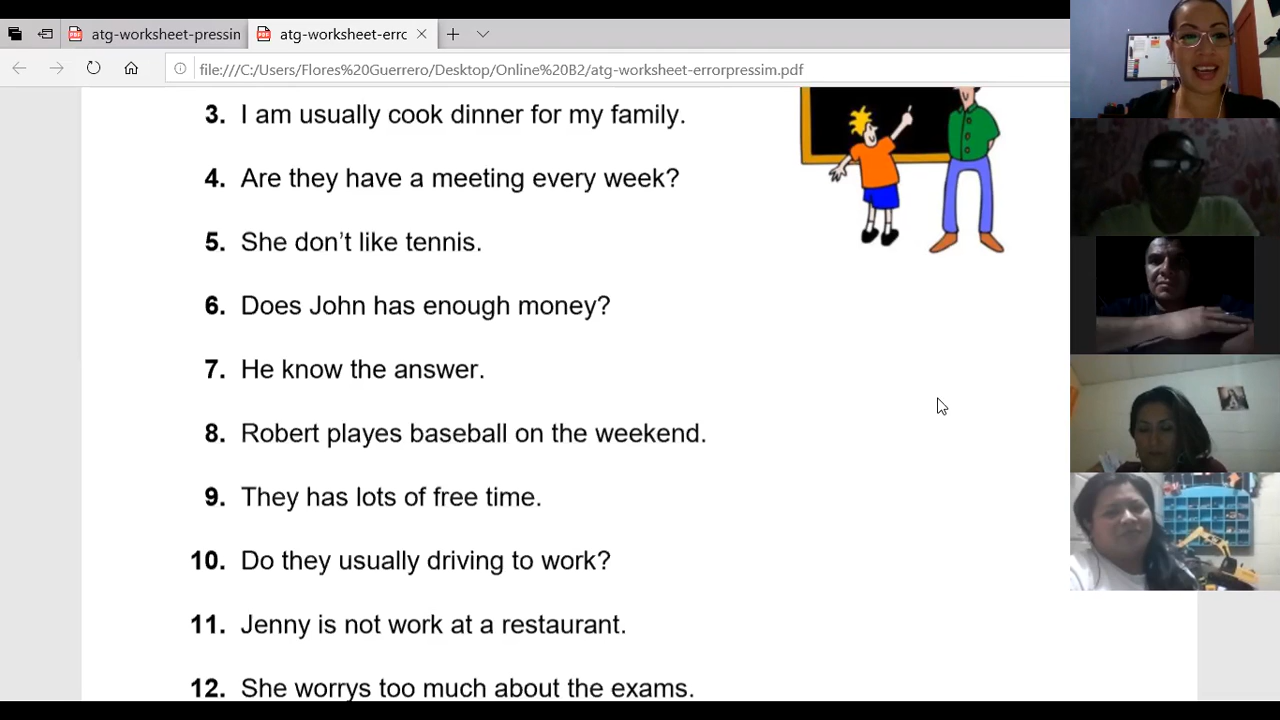 atg-worksheet-pressin
atg-worksheet-errc
file:///C:/Users/Flores%20Guerrero/Desktop/Online%20B2/atg-worksheet-errorpressim.pdf
3. I am usually cook dinner for my family.
4. Are they have a meeting every week?
5. She don’t like tennis.
6. Does John has enough money?
7. He know the answer.
8. Robert playes baseball on the weekend.
9. They has lots of free time.
10. Do they usually driving to work?
11. Jenny is not work at a restaurant.
12. She worrys too much about the exams.